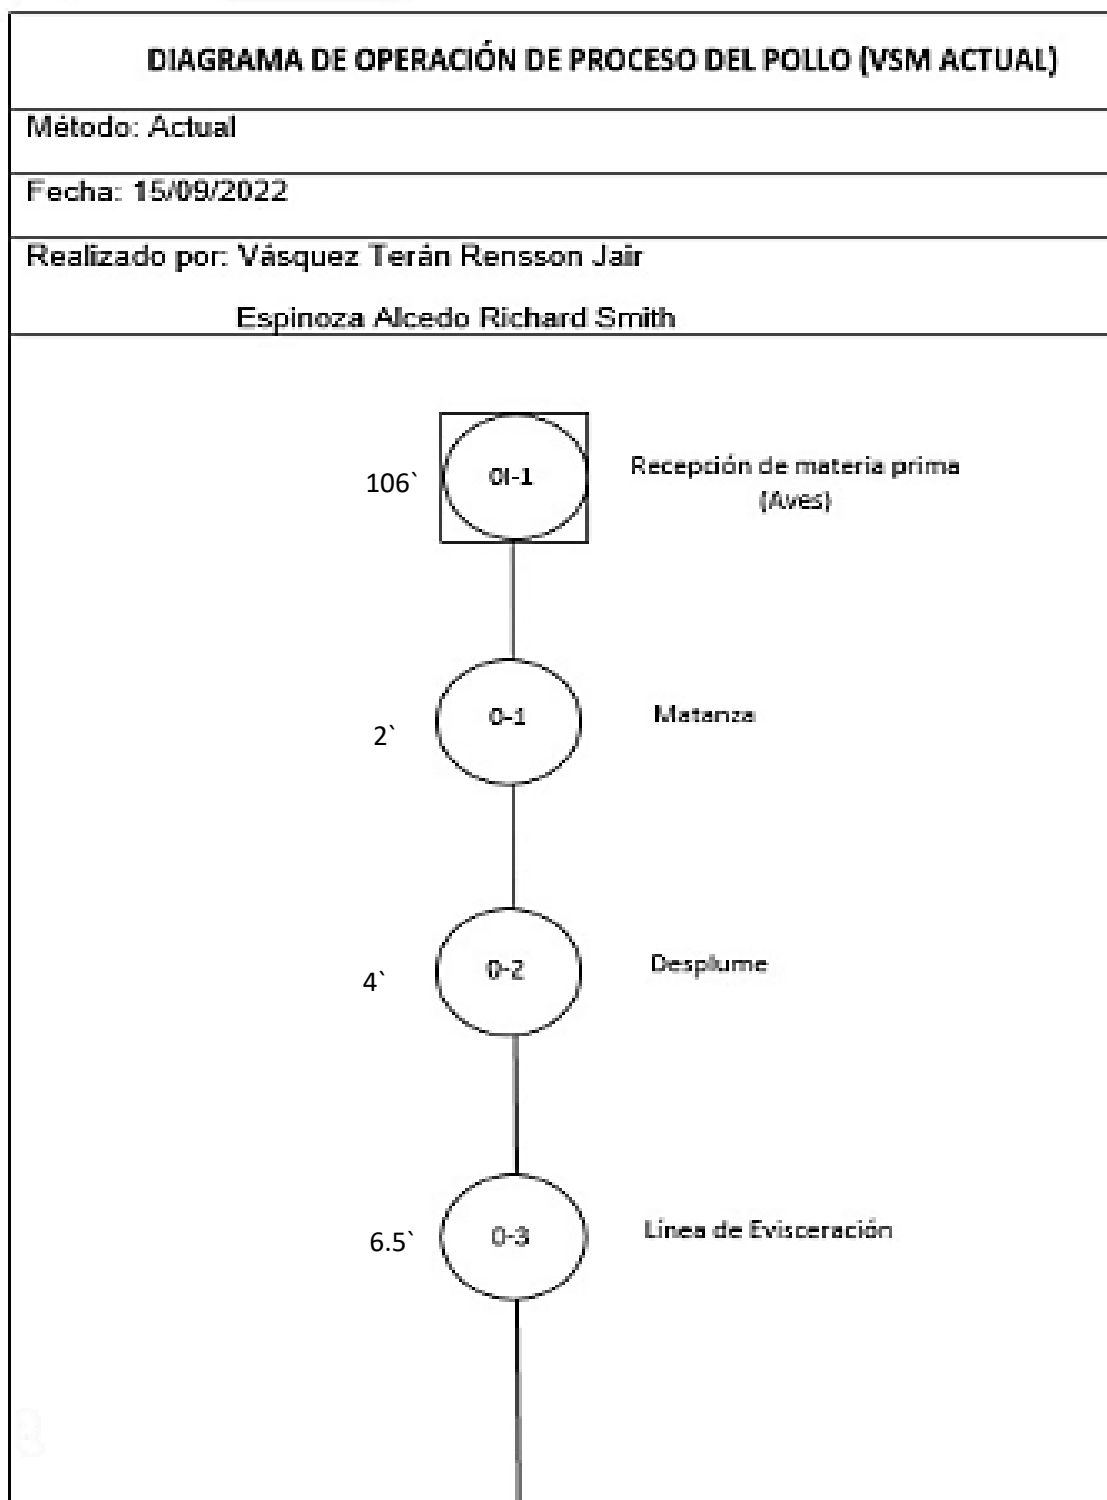 DIAGRAMA DE OPERACIÓN DE PROCESO DEL POLLO (VSM ACTUAL)
Método: Actual
Fecha: 15/09/2022
Realizado por: Vásquez Terán Rensson Jair
Espinoza Alcedo Richard Smith
106` 0I-1 Recepción de materia prima
(Aves)
2` 0-1 Matanza
4` 0-2 Desplume
6.5` 0-3 Línea de Evisceración